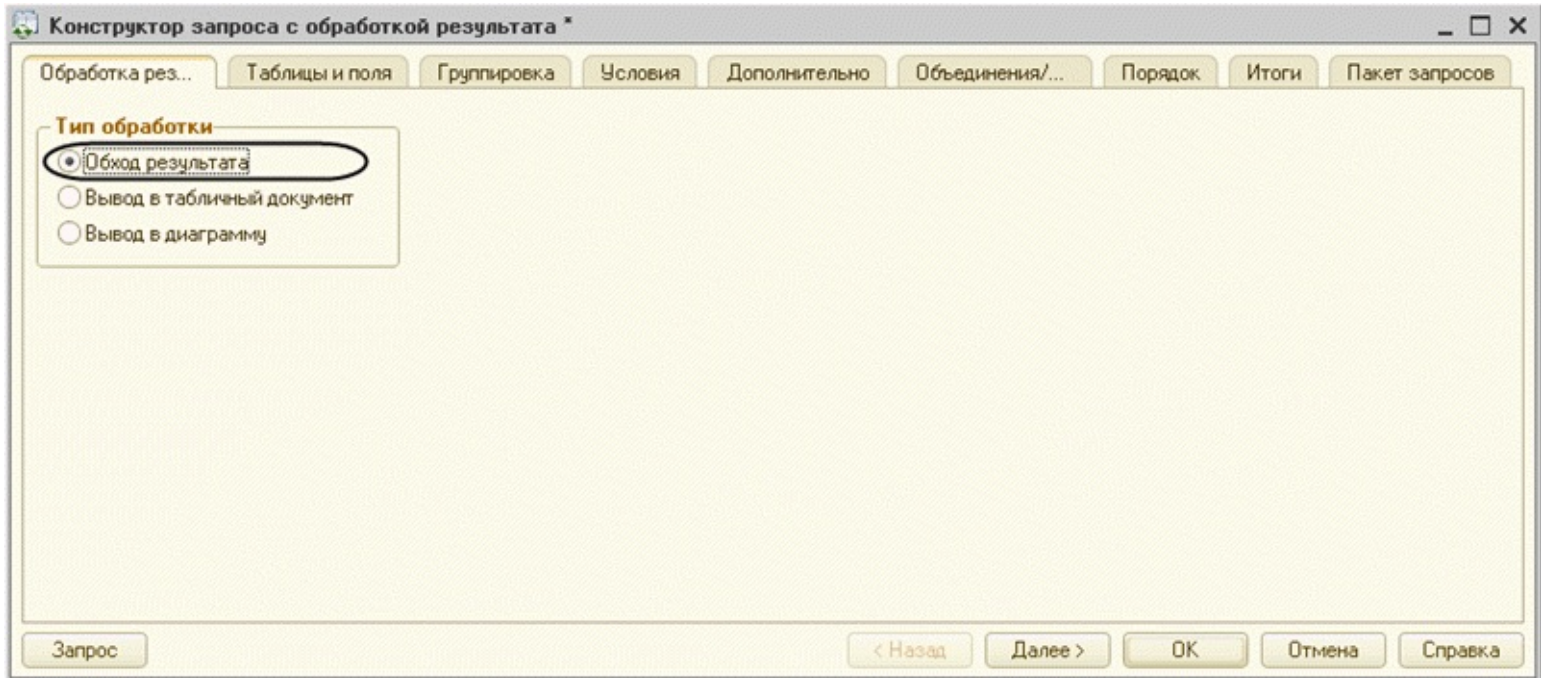 Конструктор запроса с обработкой результата *
Обработка рез... Таблицы и поля Группировка Условия Дополнительно Объединения/... Порядок Итоги Пакет запросов
Тип обработки
Обход результата
Вывод в табличный документ
Вывод в диаграмму
Запрос < Назад Далее > OK Отмена Справка